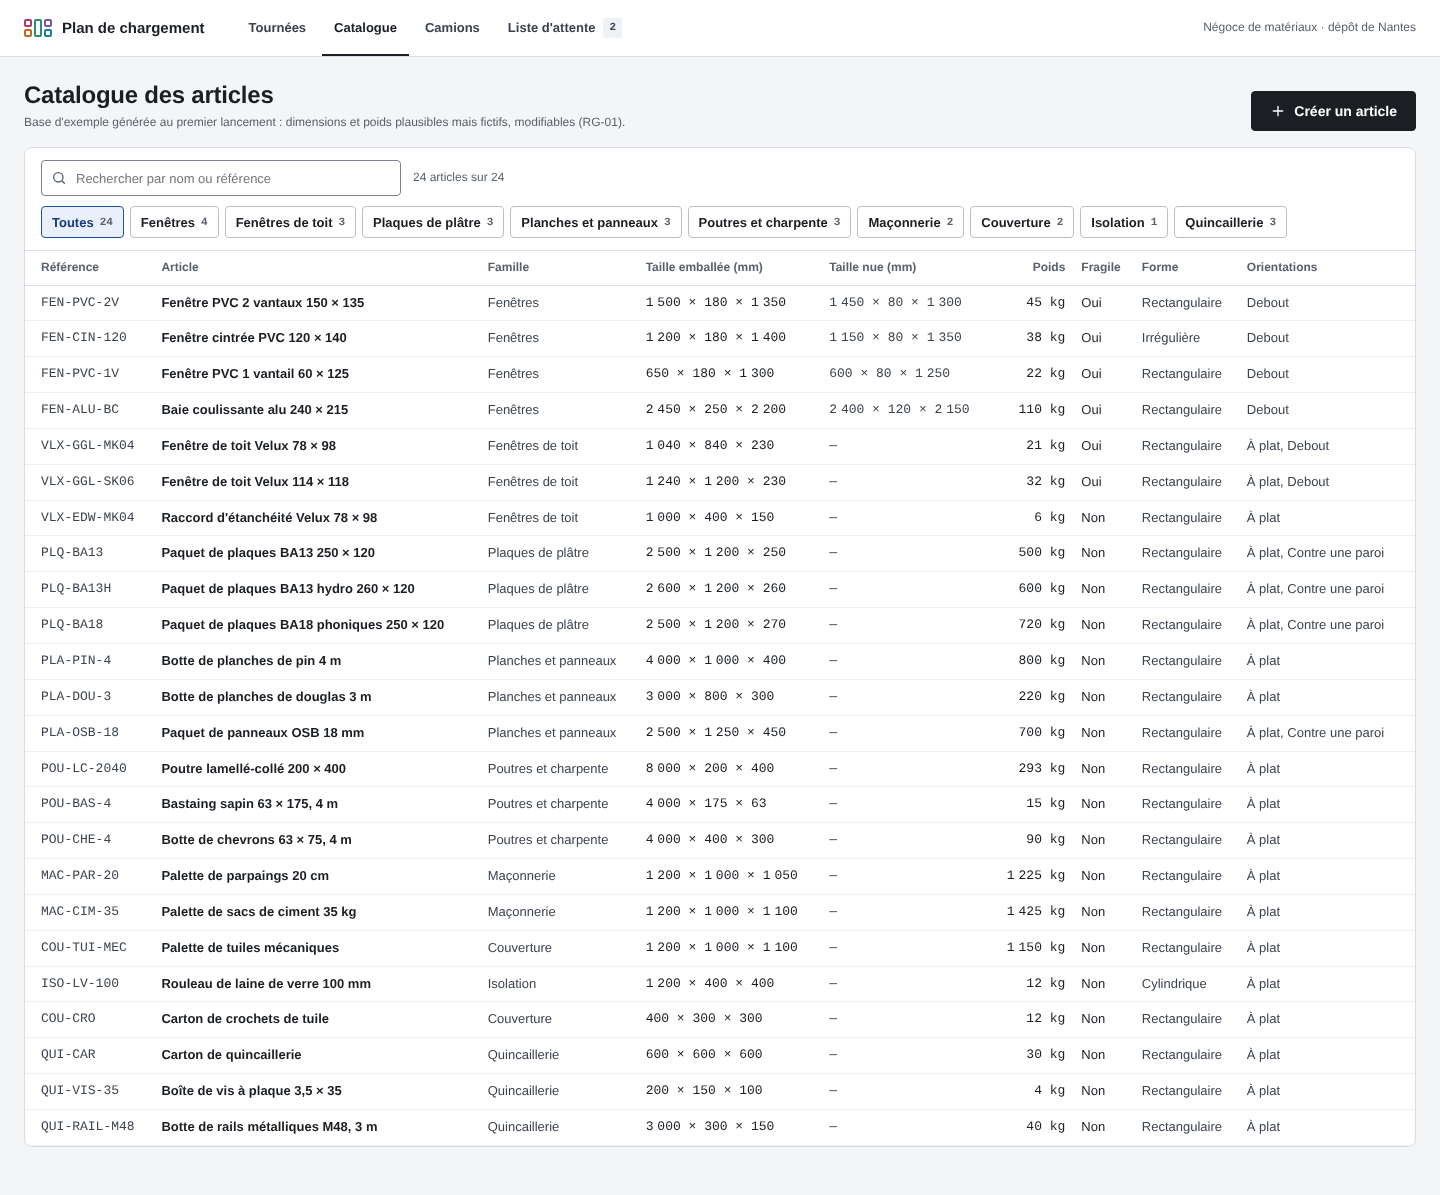 Plan de chargement Tournées Catalogue Camions Liste d'attente 2 Négoce de matériaux · dépôt de Nantes
Catalogue des articles
Base d'exemple générée au premier lancement : dimensions et poids plausibles mais fictifs, modifiables (RG-01).
Créer un article
Rechercher par nom ou référence 24 articles sur 24
Toutes 24 Fenêtres 4 Fenêtres de toit 3 Plaques de plâtre 3 Planches et panneaux 3 Poutres et charpente 3 Maçonnerie 2 Couverture 2 Isolation 1 Quincaillerie 3
Référence Article Famille Taille emballée (mm) Taille nue (mm) Poids Fragile Forme Orientations
FEN-PVC-2V Fenêtre PVC 2 vantaux 150 × 135 Fenêtres 1 500 × 180 × 1 350 1 450 × 80 × 1 300 45 kg Oui Rectangulaire Debout
FEN-CIN-120 Fenêtre cintrée PVC 120 × 140 Fenêtres 1 200 × 180 × 1 400 1 150 × 80 × 1 350 38 kg Oui Irrégulière Debout
FEN-PVC-1V Fenêtre PVC 1 vantail 60 × 125 Fenêtres 650 × 180 × 1 300 600 × 80 × 1 250 22 kg Oui Rectangulaire Debout
FEN-ALU-BC Baie coulissante alu 240 × 215 Fenêtres 2 450 × 250 × 2 200 2 400 × 120 × 2 150 110 kg Oui Rectangulaire Debout
VLX-GGL-MK04 Fenêtre de toit Velux 78 × 98 Fenêtres de toit 1 040 × 840 × 230 – 21 kg Oui Rectangulaire À plat, Debout
VLX-GGL-SK06 Fenêtre de toit Velux 114 × 118 Fenêtres de toit 1 240 × 1 200 × 230 – 32 kg Oui Rectangulaire À plat, Debout
VLX-EDW-MK04 Raccord d'étanchéité Velux 78 × 98 Fenêtres de toit 1 000 × 400 × 150 – 6 kg Non Rectangulaire À plat
PLQ-BA13 Paquet de plaques BA13 250 × 120 Plaques de plâtre 2 500 × 1 200 × 250 – 500 kg Non Rectangulaire À plat, Contre une paroi
PLQ-BA13H Paquet de plaques BA13 hydro 260 × 120 Plaques de plâtre 2 600 × 1 200 × 260 – 600 kg Non Rectangulaire À plat, Contre une paroi
PLQ-BA18 Paquet de plaques BA18 phoniques 250 × 120 Plaques de plâtre 2 500 × 1 200 × 270 – 720 kg Non Rectangulaire À plat, Contre une paroi
PLA-PIN-4 Botte de planches de pin 4 m Planches et panneaux 4 000 × 1 000 × 400 – 800 kg Non Rectangulaire À plat
PLA-DOU-3 Botte de planches de douglas 3 m Planches et panneaux 3 000 × 800 × 300 – 220 kg Non Rectangulaire À plat
PLA-OSB-18 Paquet de panneaux OSB 18 mm Planches et panneaux 2 500 × 1 250 × 450 – 700 kg Non Rectangulaire À plat, Contre une paroi
POU-LC-2040 Poutre lamellé-collé 200 × 400 Poutres et charpente 8 000 × 200 × 400 – 293 kg Non Rectangulaire À plat
POU-BAS-4 Bastaing sapin 63 × 175, 4 m Poutres et charpente 4 000 × 175 × 63 – 15 kg Non Rectangulaire À plat
POU-CHE-4 Botte de chevrons 63 × 75, 4 m Poutres et charpente 4 000 × 400 × 300 – 90 kg Non Rectangulaire À plat
MAC-PAR-20 Palette de parpaings 20 cm Maçonnerie 1 200 × 1 000 × 1 050 – 1 225 kg Non Rectangulaire À plat
MAC-CIM-35 Palette de sacs de ciment 35 kg Maçonnerie 1 200 × 1 000 × 1 100 – 1 425 kg Non Rectangulaire À plat
COU-TUI-MEC Palette de tuiles mécaniques Couverture 1 200 × 1 000 × 1 100 – 1 150 kg Non Rectangulaire À plat
ISO-LV-100 Rouleau de laine de verre 100 mm Isolation 1 200 × 400 × 400 – 12 kg Non Cylindrique À plat
COU-CRO Carton de crochets de tuile Couverture 400 × 300 × 300 – 12 kg Non Rectangulaire À plat
QUI-CAR Carton de quincaillerie Quincaillerie 600 × 600 × 600 – 30 kg Non Rectangulaire À plat
QUI-VIS-35 Boîte de vis à plaque 3,5 × 35 Quincaillerie 200 × 150 × 100 – 4 kg Non Rectangulaire À plat
QUI-RAIL-M48 Botte de rails métalliques M48, 3 m Quincaillerie 3 000 × 300 × 150 – 40 kg Non Rectangulaire À plat